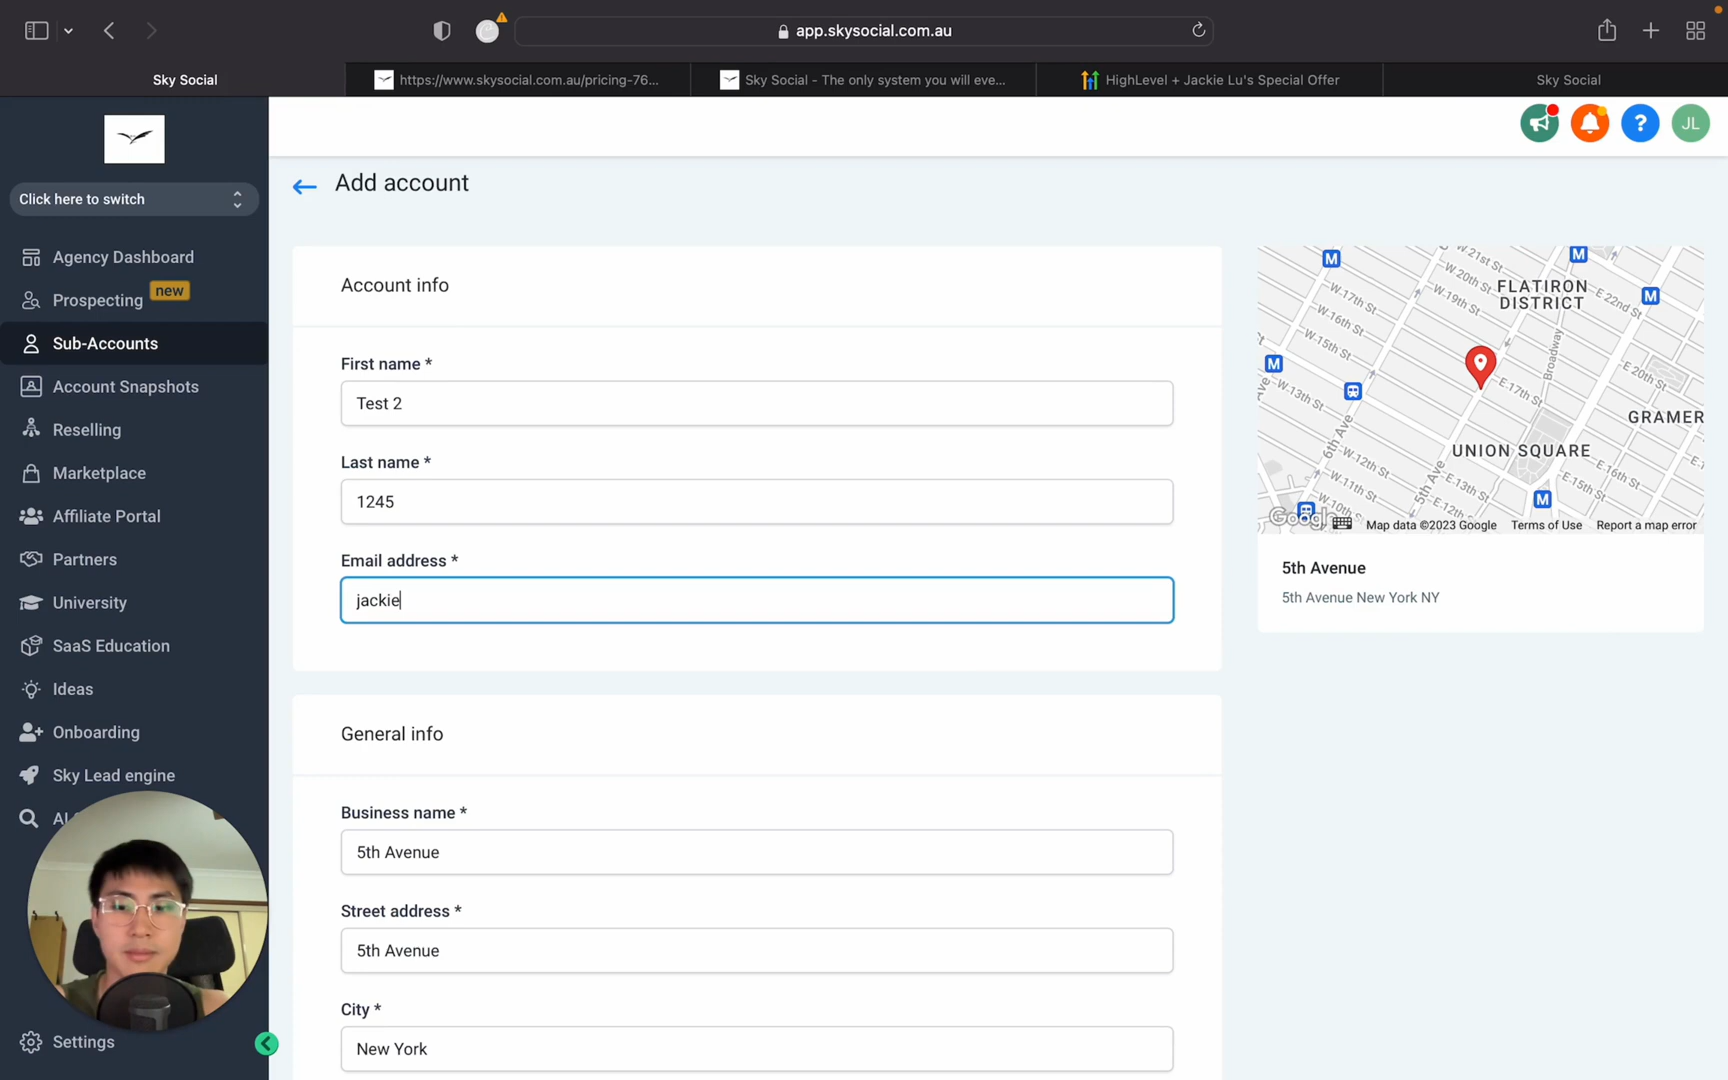 app.skysocial.com.au
Sky Social
https://www.skysocial.com.au/pricing-76...
Sky Social - The only system you will eve...
HighLevel + Jackie Lu's Special Offer
Sky Social
JL
Click here to switch
Add account
Agency Dashboard
Prospecting
new
Sub-Accounts
Account Snapshots
Reselling
Marketplace
Affiliate Portal
Partners
University
SaaS Education
Ideas
Onboarding
Sky Lead engine
Settings
Account info
First name *
Test 2
Last name *
1245
Email address *
jackie
General info
Business name *
5th Avenue
Street address *
5th Avenue
City *
New York
W. 21st St
W. 20th St
W. 19th St
W.17th St
W.16th St
W.15th St
W.13th St
W.12th St
6th Ave
5th Ave
Broadway
FLATIRON
DISTRICT
E 22nd St
E 20th St
E.17th St
GRAMER
UNION SQUARE
E.16th St
E.15th St
E.13th St
E.12th St
Google
Map data ©2023 Google
Terms of Use
Report a map error
5th Avenue
5th Avenue New York NY